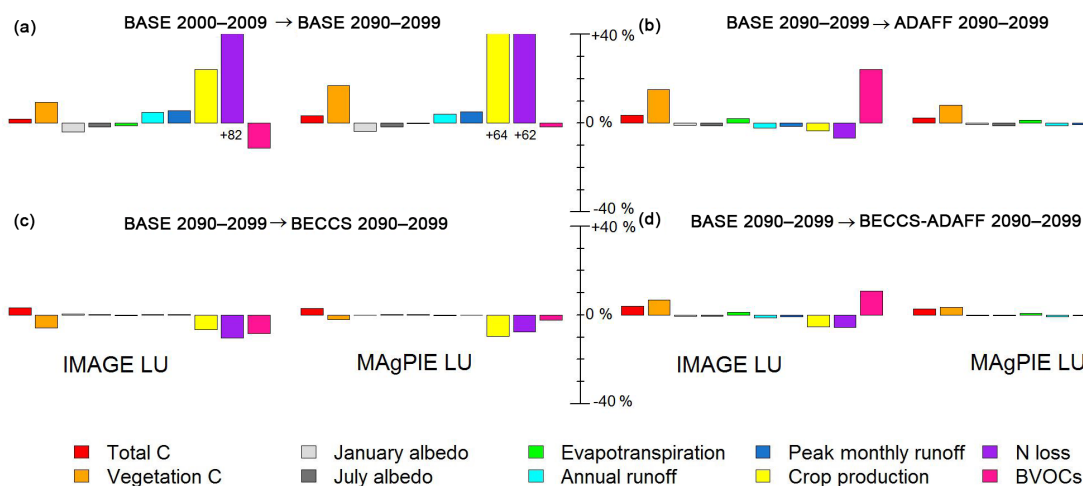 (a) BASE 2000–2009 → BASE 2090–2099
+40 %
0 %
-40 %
+82
+64
+62
(b) BASE 2090–2099 → ADAFF 2090–2099
(c) BASE 2090–2099 → BECCS 2090–2099
+40 %
0 %
-40 %
IMAGE LU
MAgPIE LU
(d) BASE 2090–2099 → BECCS-ADAFF 2090–2099
IMAGE LU
MAgPIE LU
Total C
January albedo
Evapotranspiration
Peak monthly runoff
N loss
Vegetation C
July albedo
Annual runoff
Crop production
BVOCs